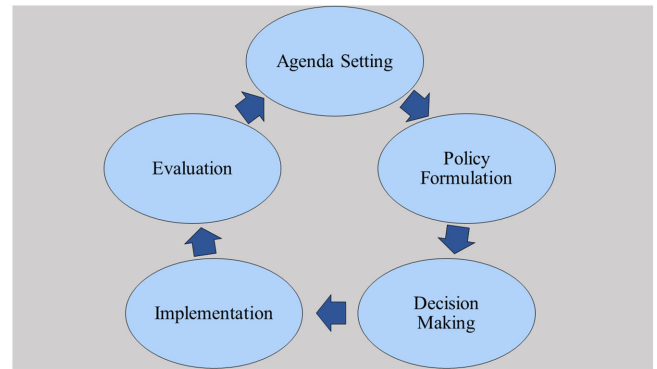 Agenda Setting
Policy
Formulation
Decision
Making
Implementation
Evaluation